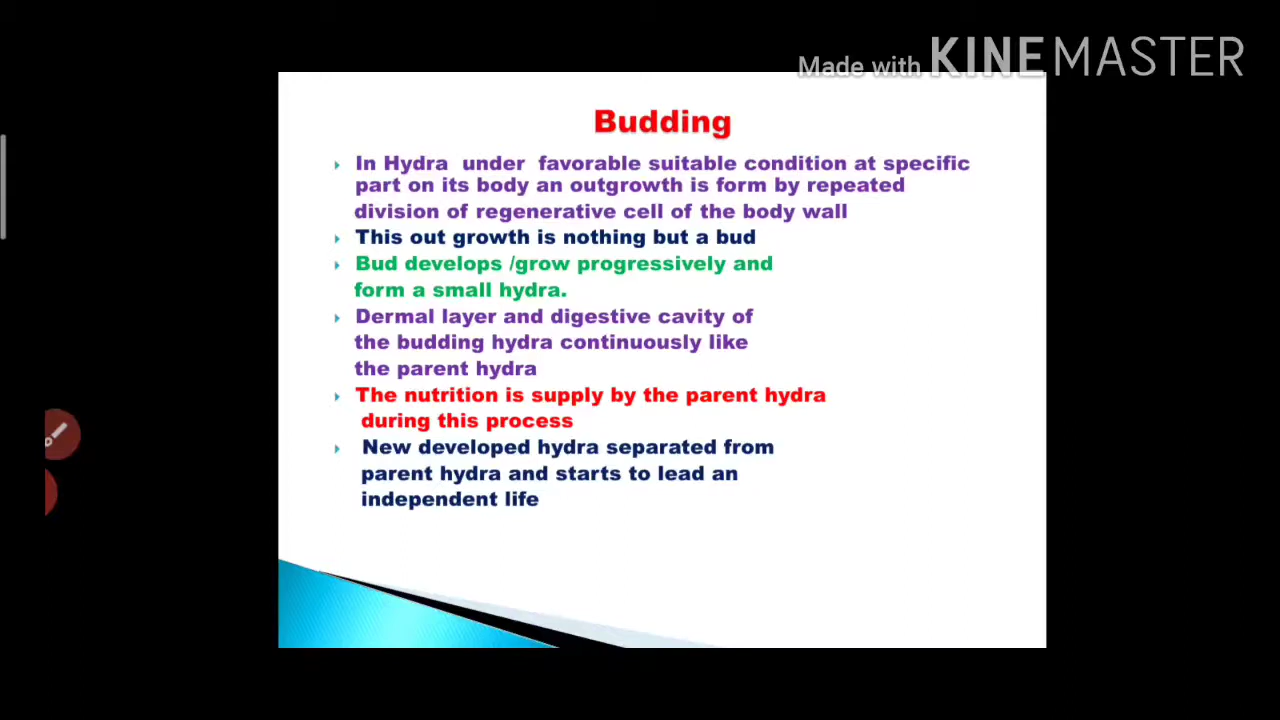 Made with KINEMASTER
Budding
In Hydra under favorable suitable condition at specific
part on its body an outgrowth is form by repeated
division of regenerative cell of the body wall
This out growth is nothing but a bud
Bud develops /grow progressively and
form a small hydra.
Dermal layer and digestive cavity of
the budding hydra continuously like
the parent hydra
The nutrition is supply by the parent hydra
during this process
New developed hydra separated from
parent hydra and starts to lead an
independent life